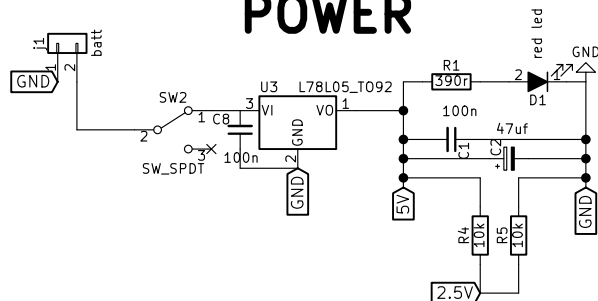 POWER
j1
batt
1
2
GND
SW2
1
2
3
SW_SPDT
C8
100n
U3
L78L05_TO92
3
VI
VO
1
GND
2
GND
R1
390r
2
1
D1
red led
GND
100n
C1
47uf
C2
+
5V
GND
R4
10k
R5
10k
2.5V